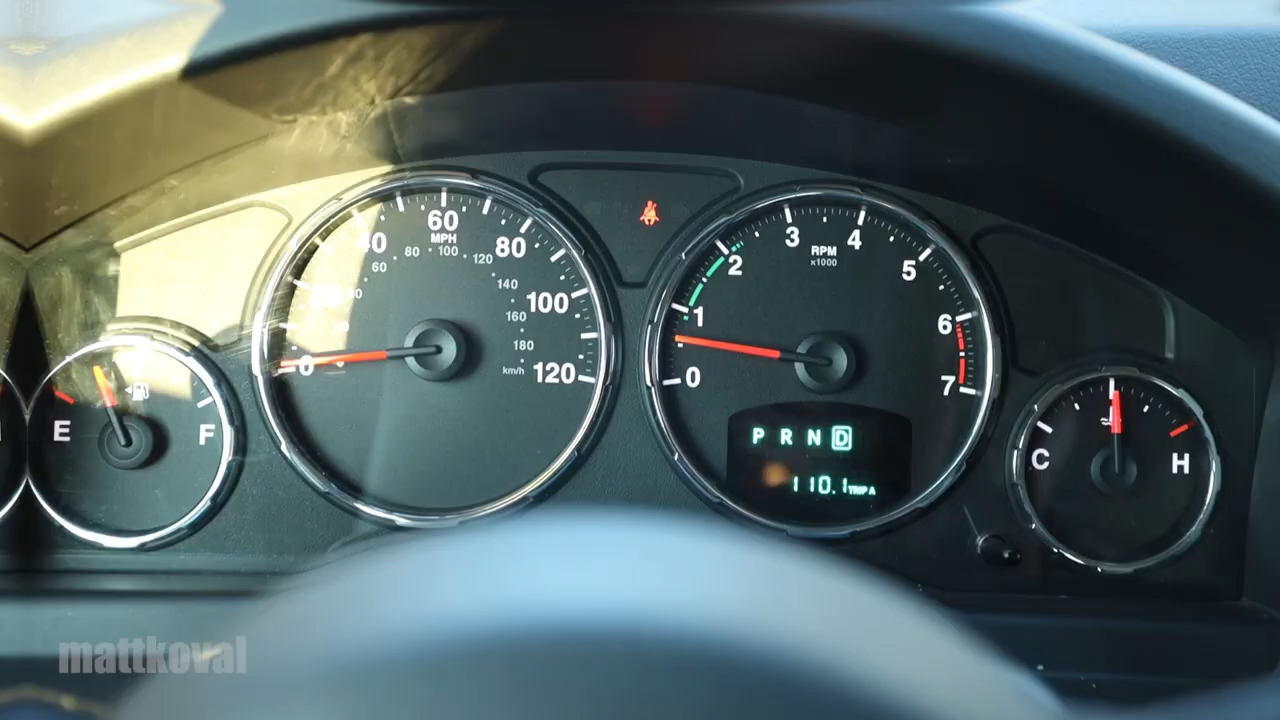 E F
0 40 60 80 100 120
MPH
60 80 100 120 140 160 180
km/h
0 1 2 3 4 5 6 7
RPM
x1000
P R N D
110.1 TRIP A
C H
mattkoval